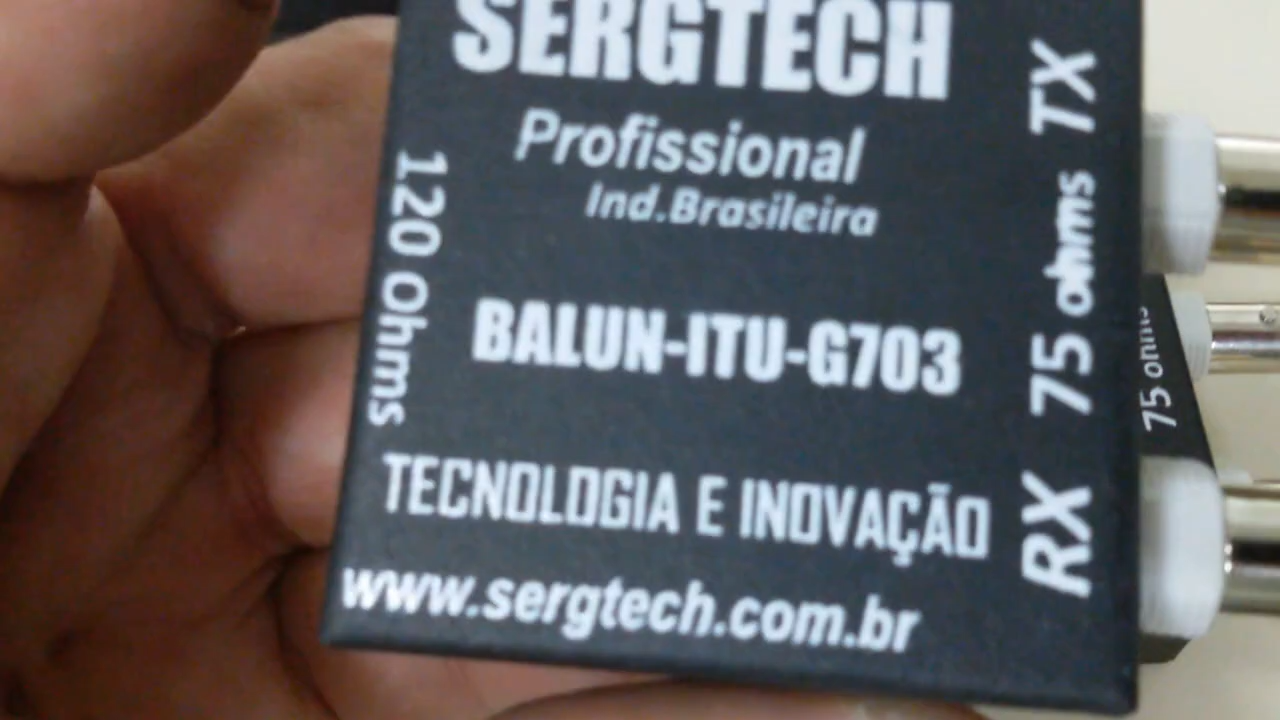 SERGTECH
Profissional
Ind.Brasileira
120 Ohms
BALUN-ITU-G703
TECNOLOGIA E INOVAÇÃO
www.sergtech.com.br
RX 75 ohms TX
75 ohms